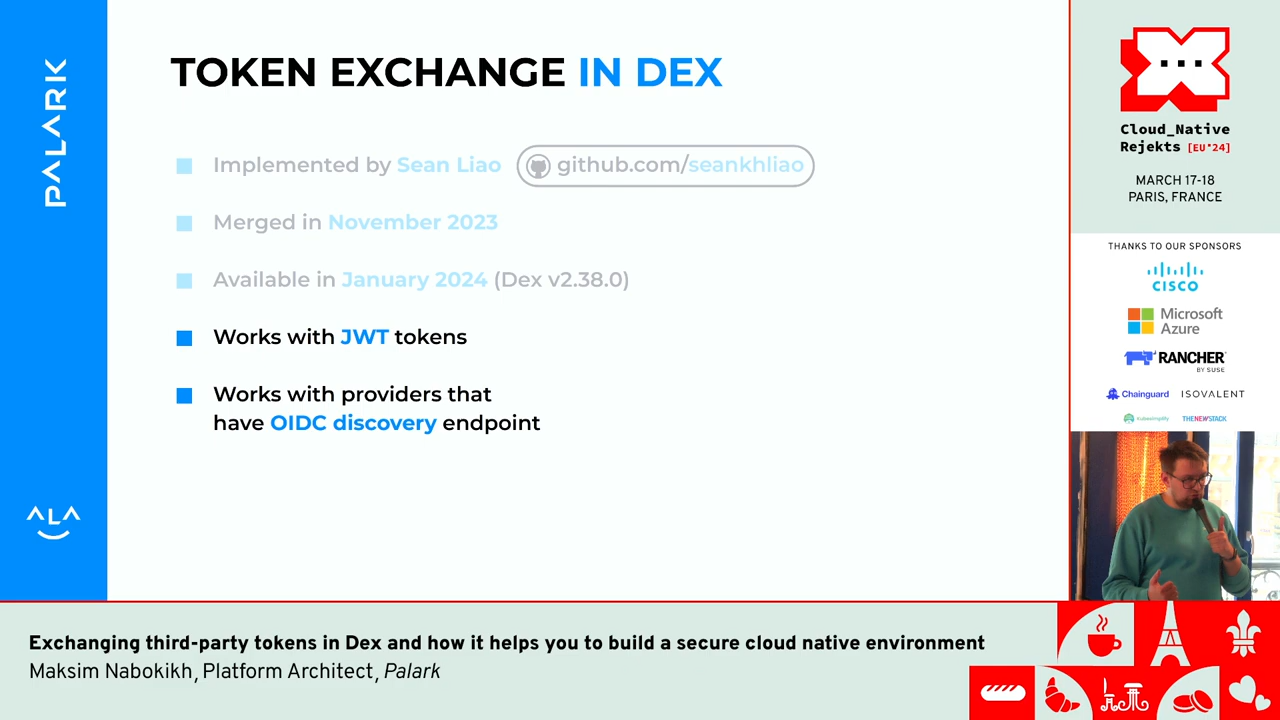 PALARK
TOKEN EXCHANGE IN DEX
Implemented by Sean Liao github.com/seankhliao
Merged in November 2023
Available in January 2024 (Dex v2.38.0)
Works with JWT tokens
Works with providers that
have OIDC discovery endpoint
Cloud_Native
Rejekts [EU'24]
MARCH 17-18
PARIS, FRANCE
THANKS TO OUR SPONSORS
CISCO
Microsoft
Azure
RANCHER
BY SUSE
Chainguard ISOVALENT
Kubesimplify THENEWSTACK
Exchanging third-party tokens in Dex and how it helps you to build a secure cloud native environment
Maksim Nabokikh, Platform Architect, Palark